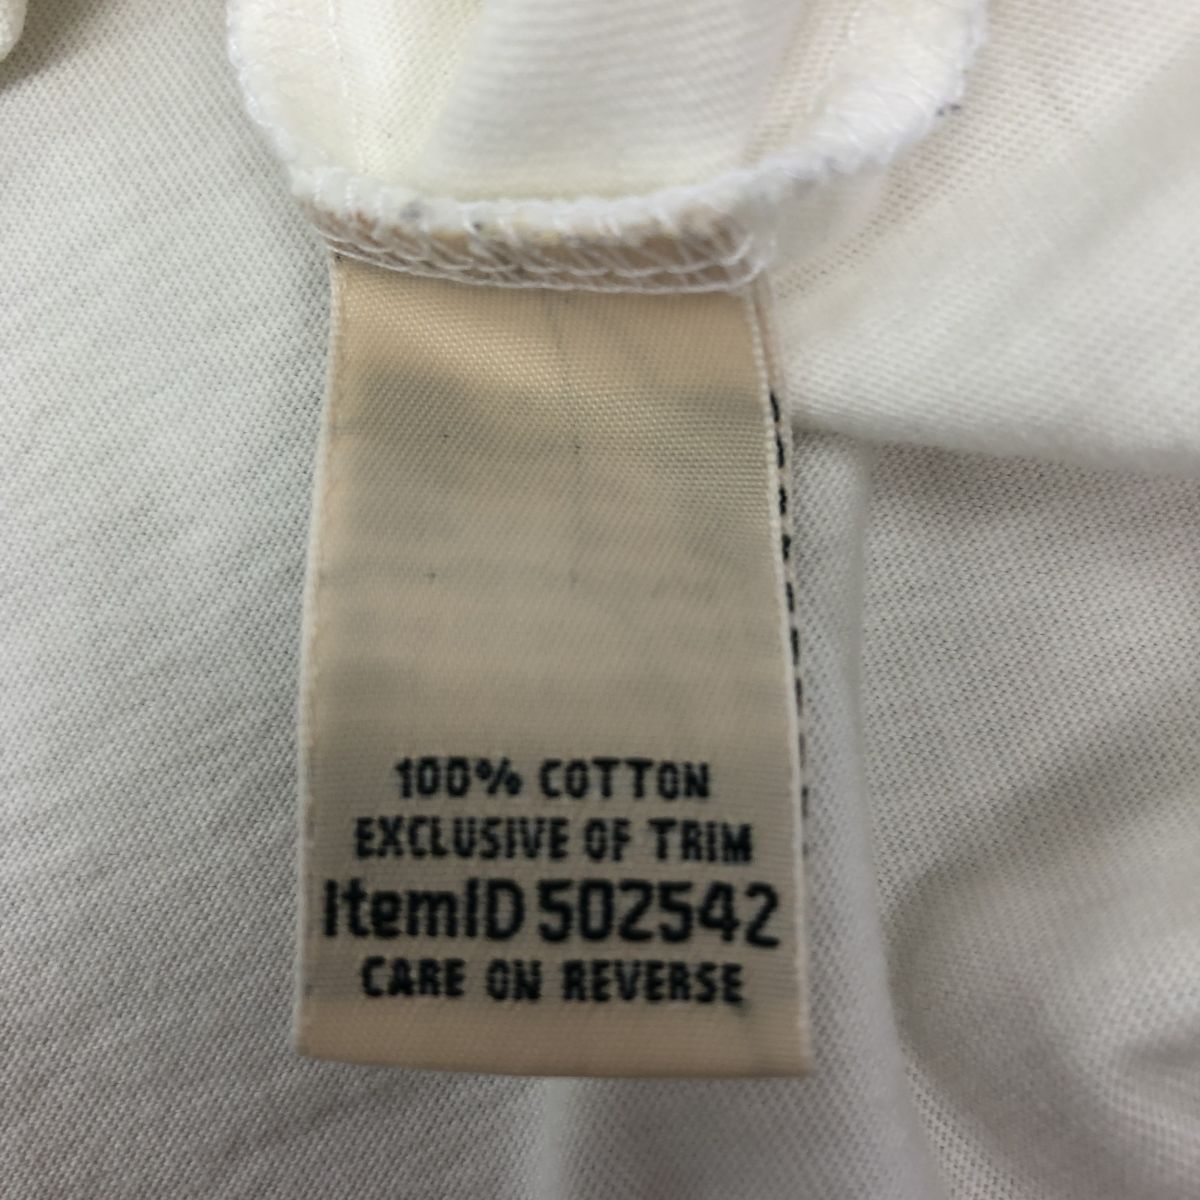 100% COTTON
EXCLUSIVE OF TRIM
itemID 502542
CARE ON REVERSE